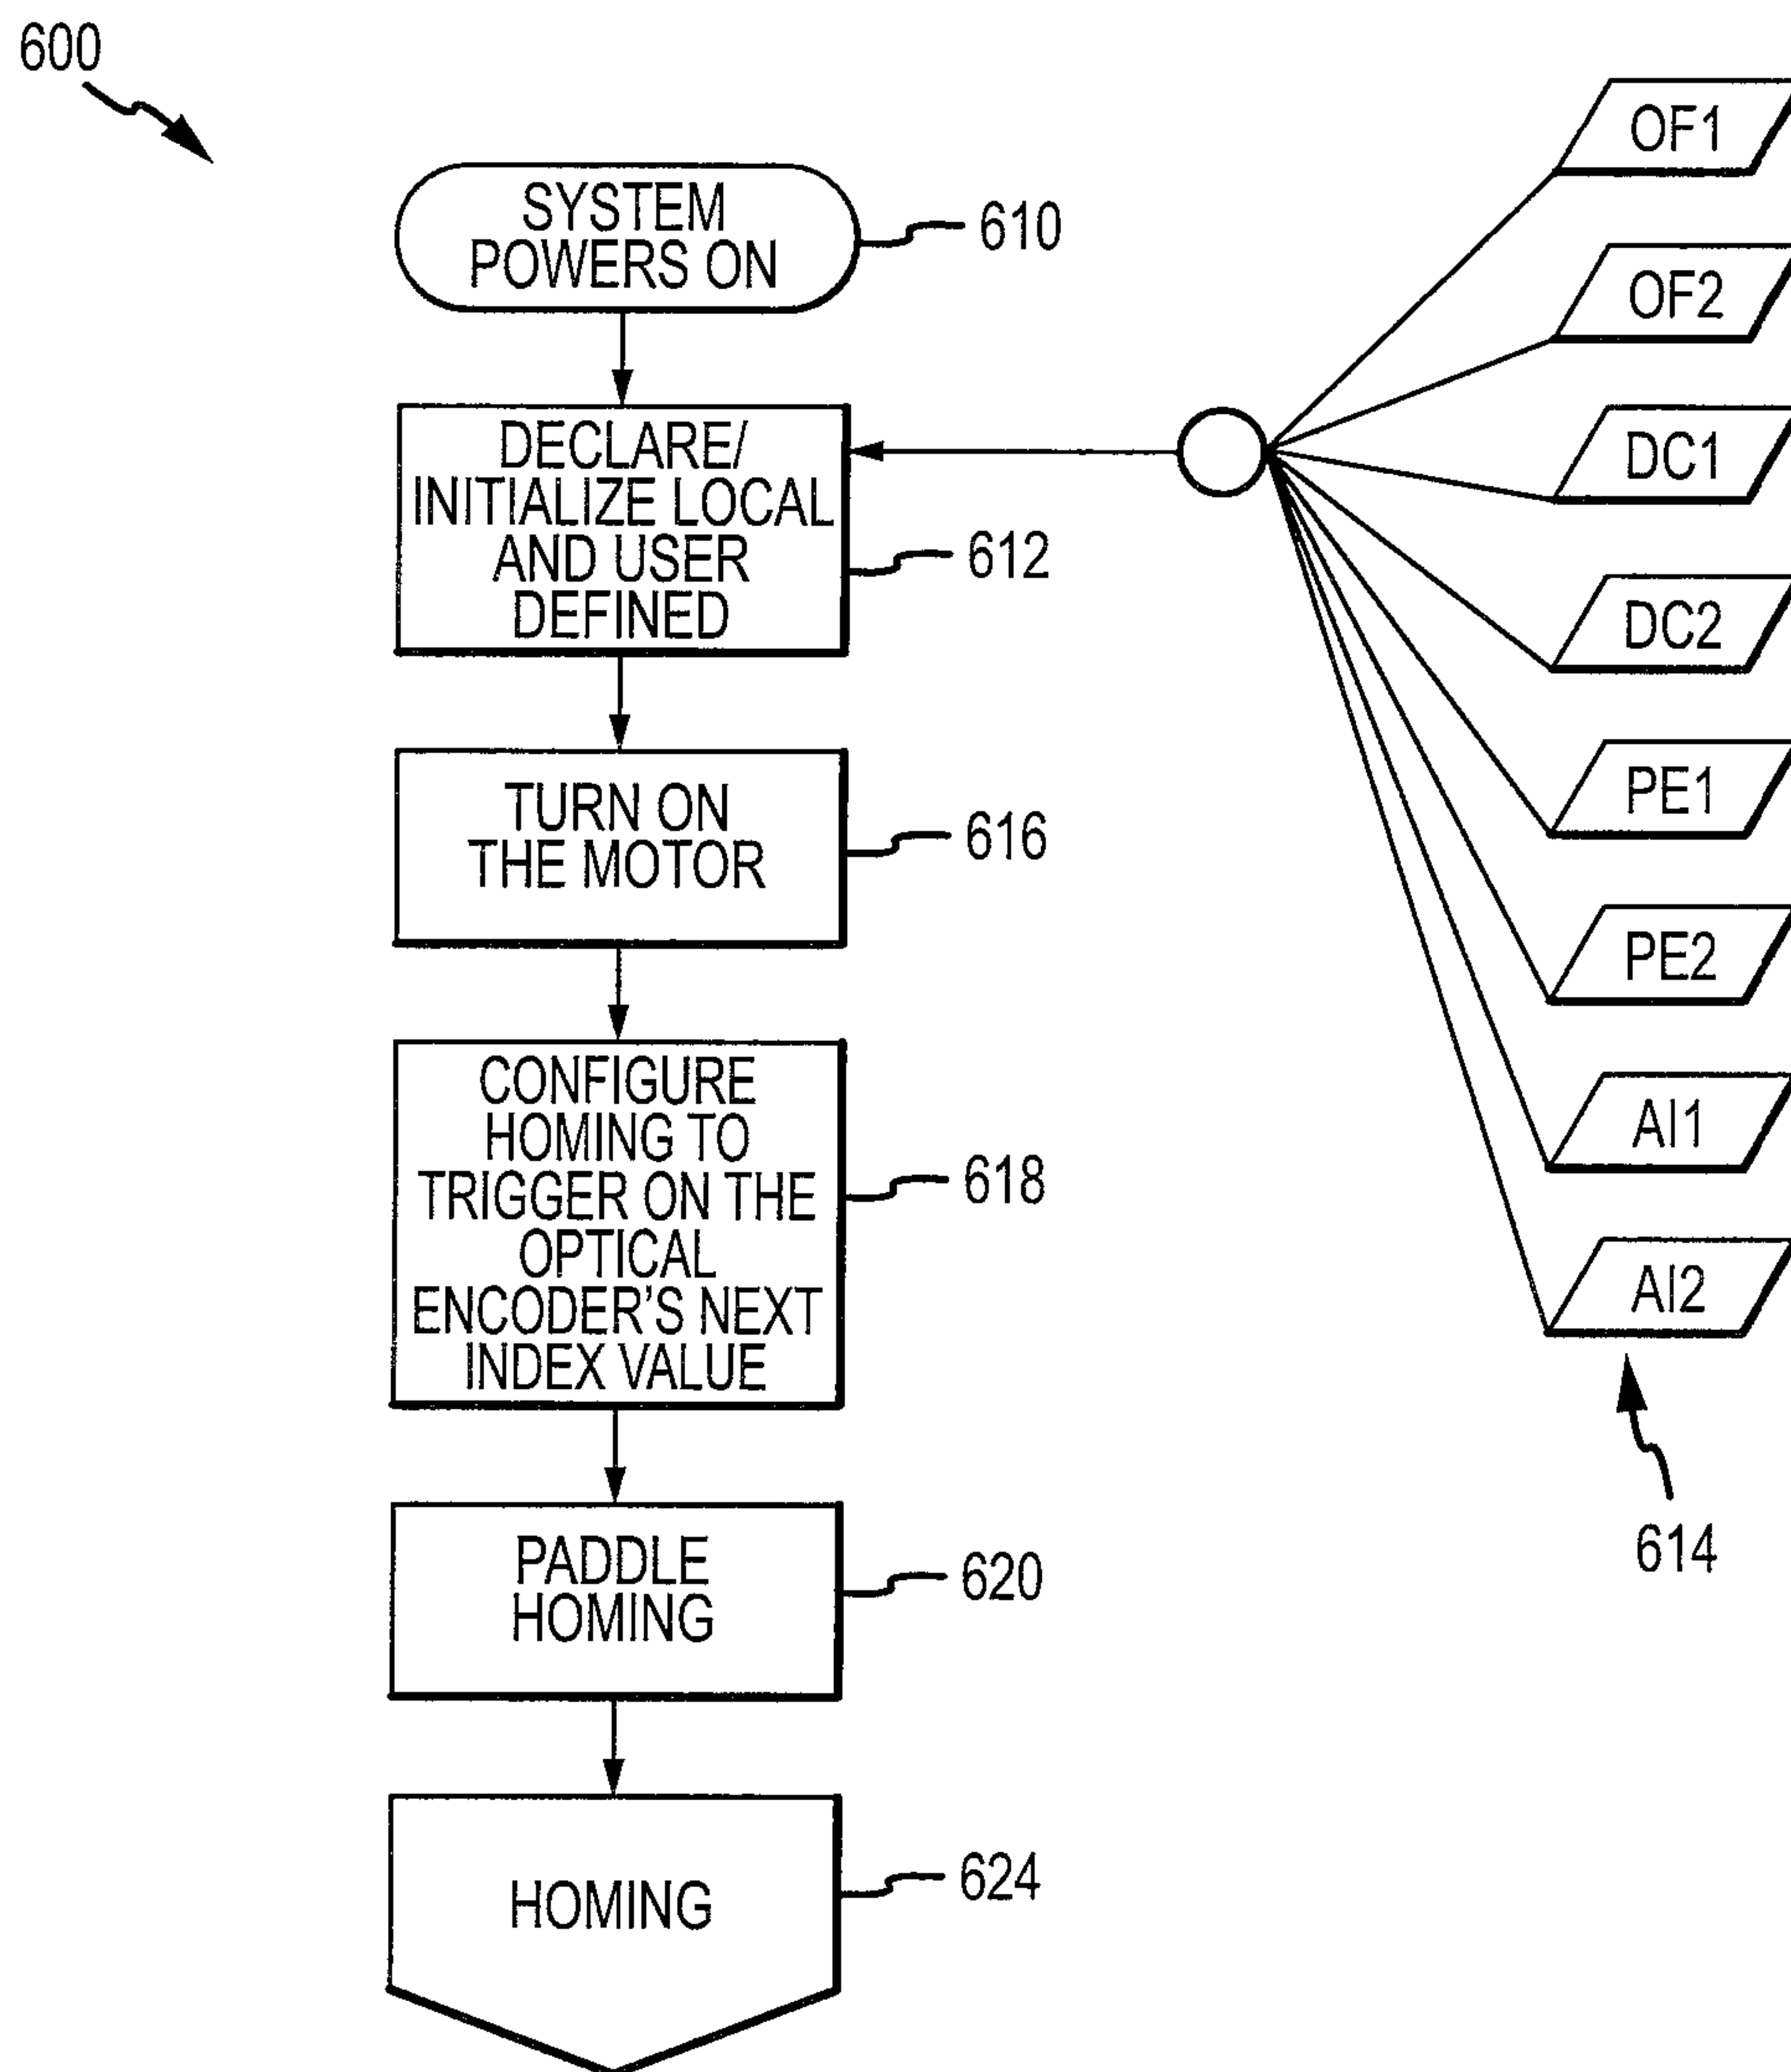 600
SYSTEM
POWERS ON
610
DECLARE/
INITIALIZE LOCAL
AND USER
DEFINED
612
TURN ON
THE MOTOR
616
CONFIGURE
HOMING TO
TRIGGER ON THE
OPTICAL
ENCODER'S NEXT
INDEX VALUE
618
PADDLE
HOMING
620
HOMING
624
OF1
OF2
DC1
DC2
PE1
PE2
AI1
AI2
614